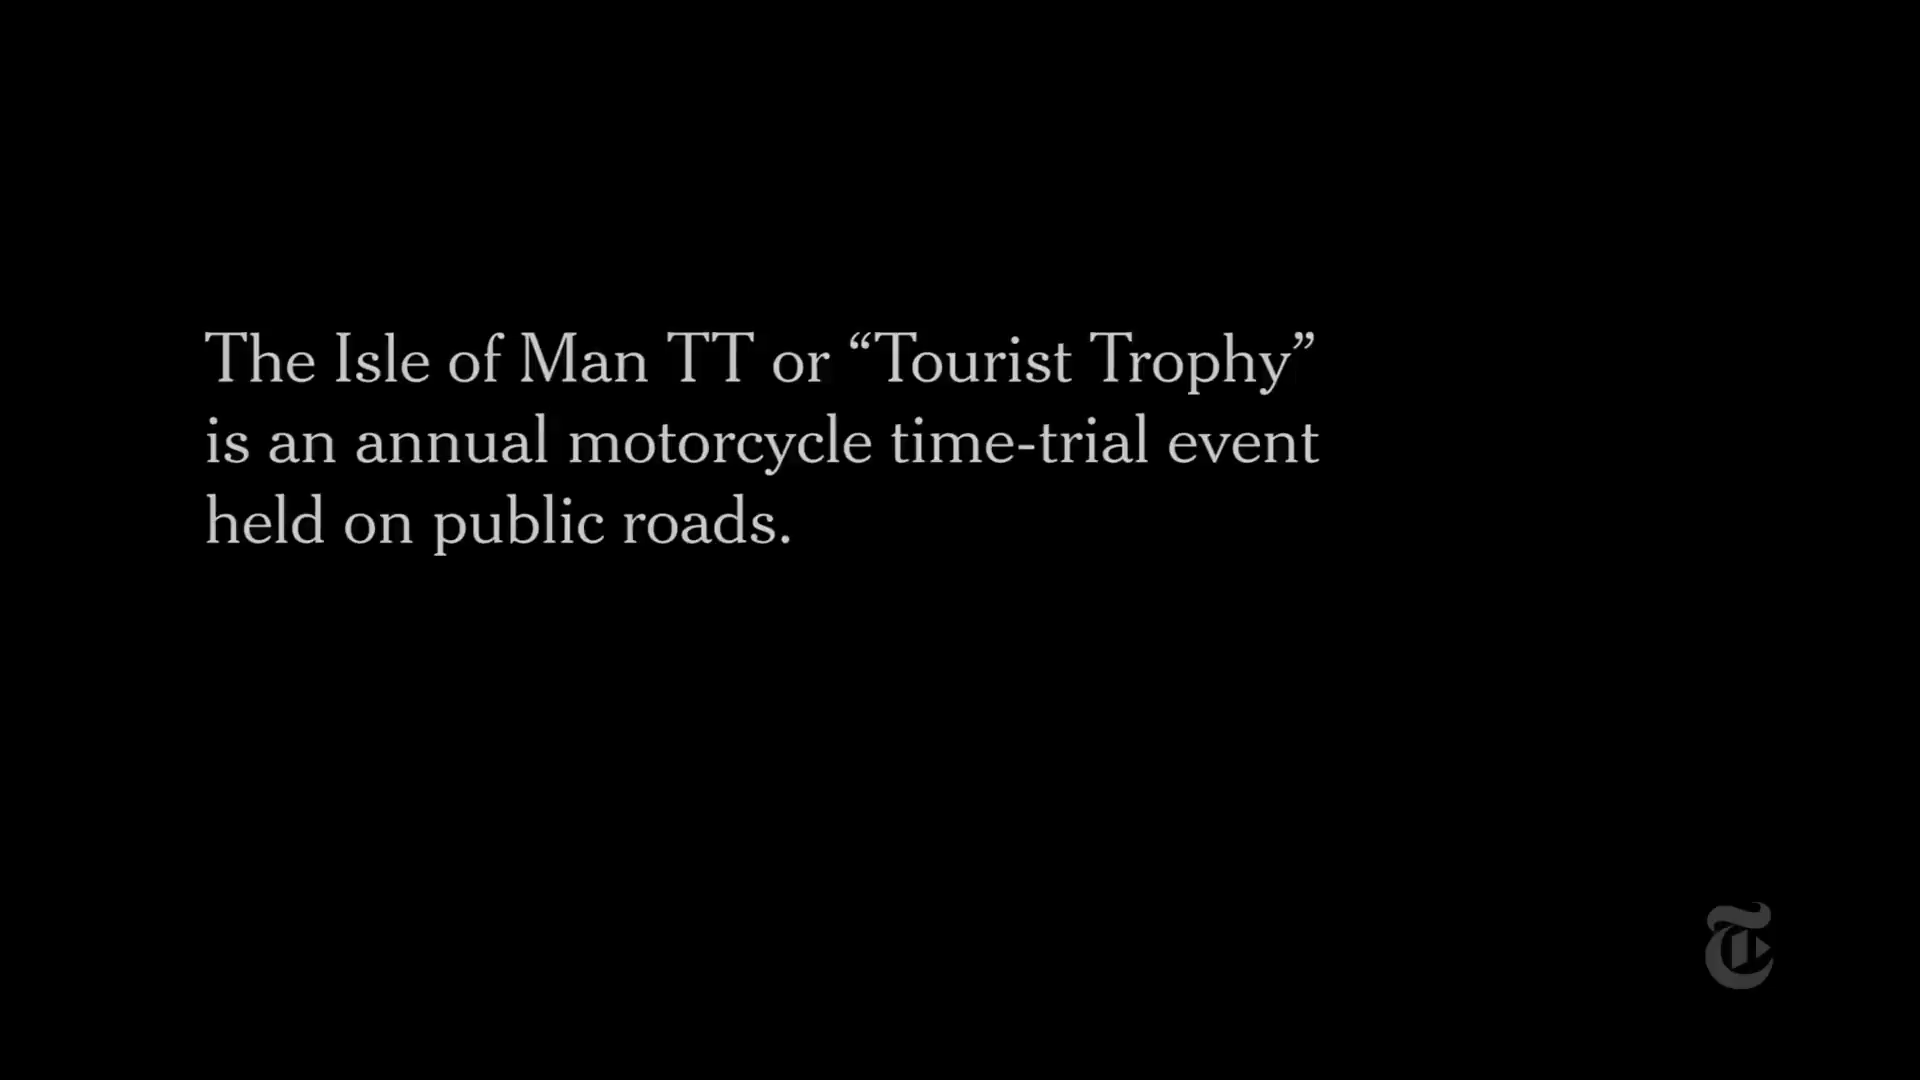 The Isle of Man TT or “Tourist Trophy”
is an annual motorcycle time-trial event
held on public roads.
T